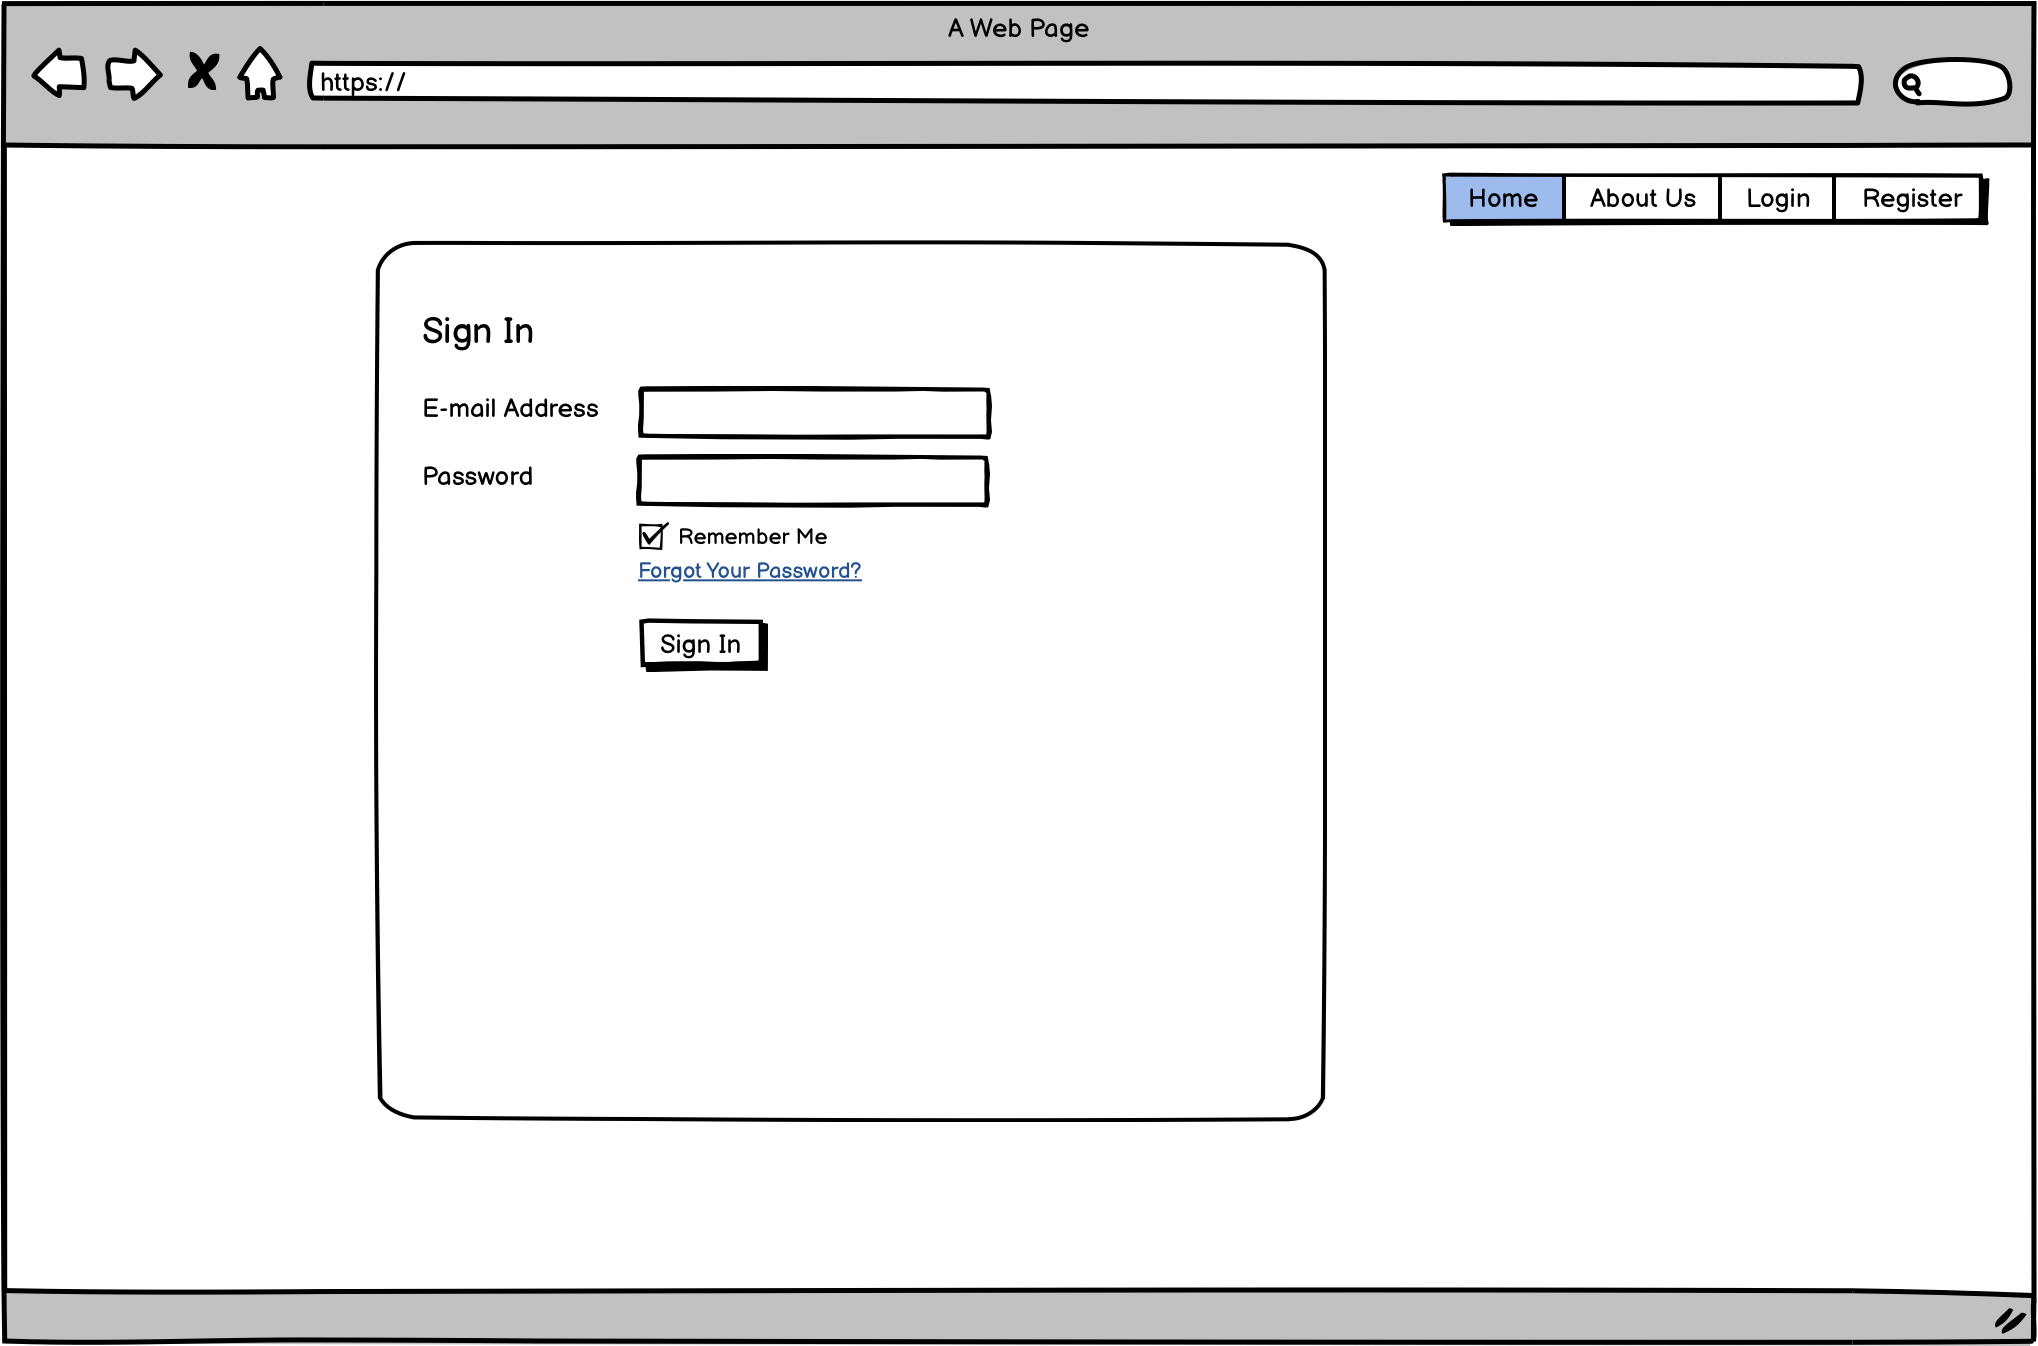 A Web Page
https://
Home About Us Login Register
Sign In
E-mail Address
Password
Remember Me
Forgot Your Password?
Sign In